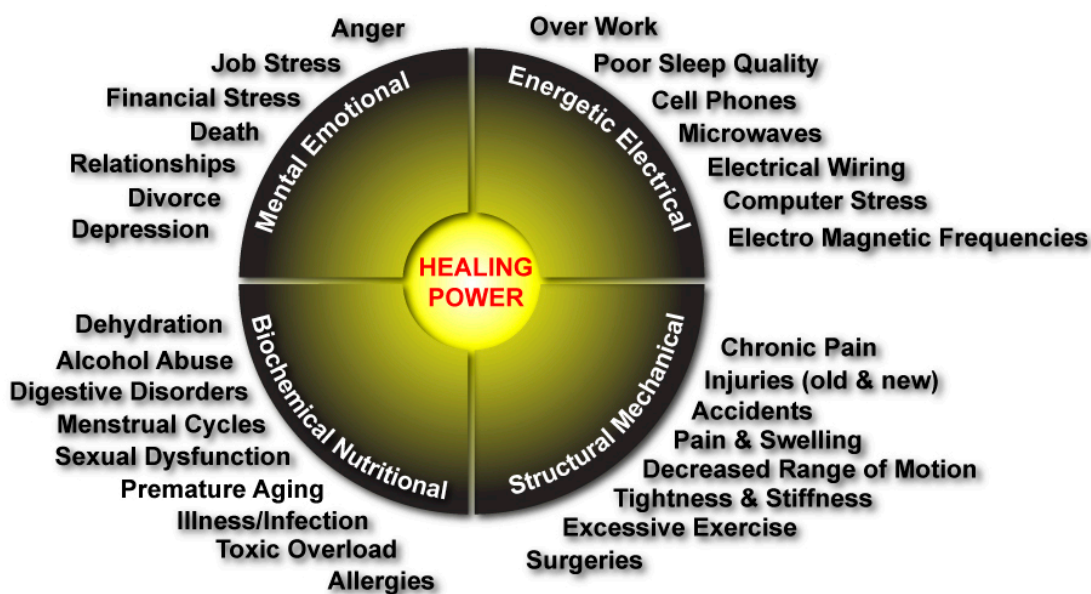 Anger
Job Stress
Financial Stress
Death
Relationships
Divorce
Depression
Mental Emotional
Over Work
Poor Sleep Quality
Cell Phones
Microwaves
Electrical Wiring
Computer Stress
Electro Magnetic Frequencies
Energetic Electrical
HEALING
POWER
Dehydration
Alcohol Abuse
Digestive Disorders
Menstrual Cycles
Sexual Dysfunction
Premature Aging
Illness/Infection
Toxic Overload
Allergies
Biochemical Nutritional
Chronic Pain
Injuries (old & new)
Accidents
Pain & Swelling
Decreased Range of Motion
Tightness & Stiffness
Excessive Exercise
Surgeries
Structural Mechanical